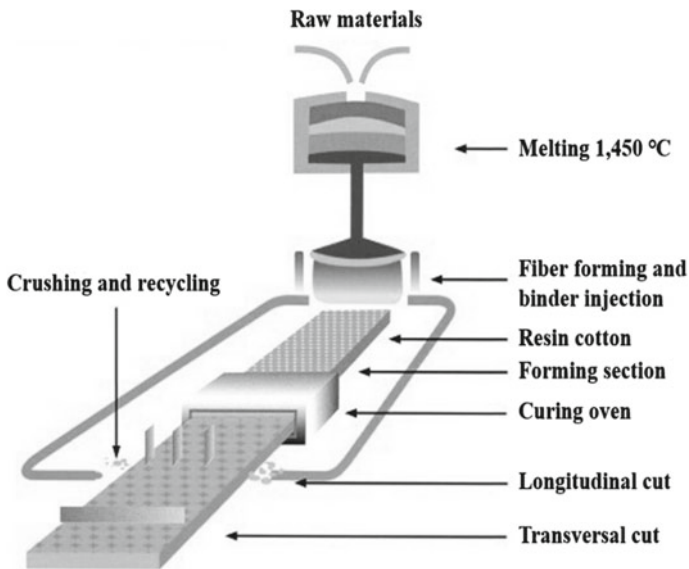 Raw materials
Melting 1,450 °C
Fiber forming and
binder injection
Crushing and recycling
Resin cotton
Forming section
Curing oven
Longitudinal cut
Transversal cut